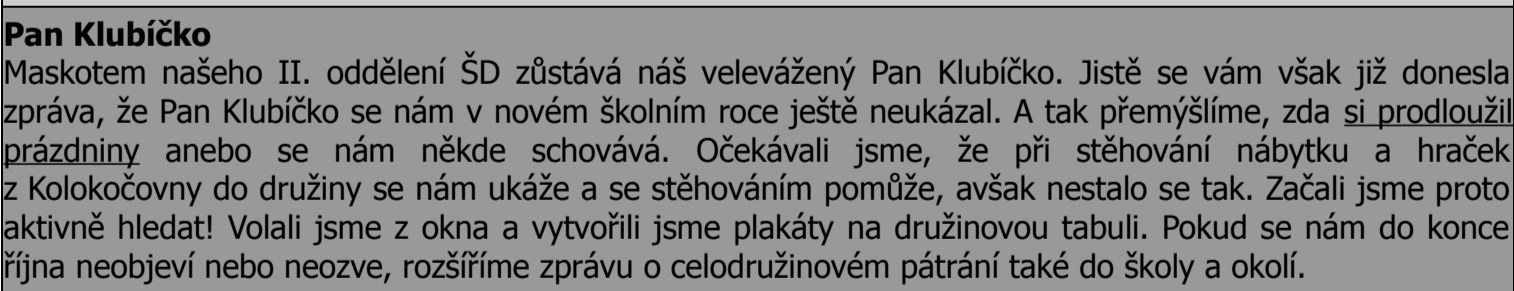 Pan Klubíčko
Maskotem našeho II. oddělení ŠD zůstává náš velevážený Pan Klubíčko. Jistě se vám však již donesla
zpráva, že Pan Klubíčko se nám v novém školním roce ještě neukázal. A tak přemýšlíme, zda si prodloužil
prázdniny anebo se nám někde schovává. Očekávali jsme, že při stěhování nábytku a hraček
z Kolokočovny do družiny se nám ukáže a se stěhováním pomůže, avšak nestalo se tak. Začali jsme proto
aktivně hledat! Volali jsme z okna a vytvořili jsme plakáty na družinovou tabuli. Pokud se nám do konce
října neobjeví nebo neozve, rozšíříme zprávu o celodružinovém pátrání také do školy a okolí.